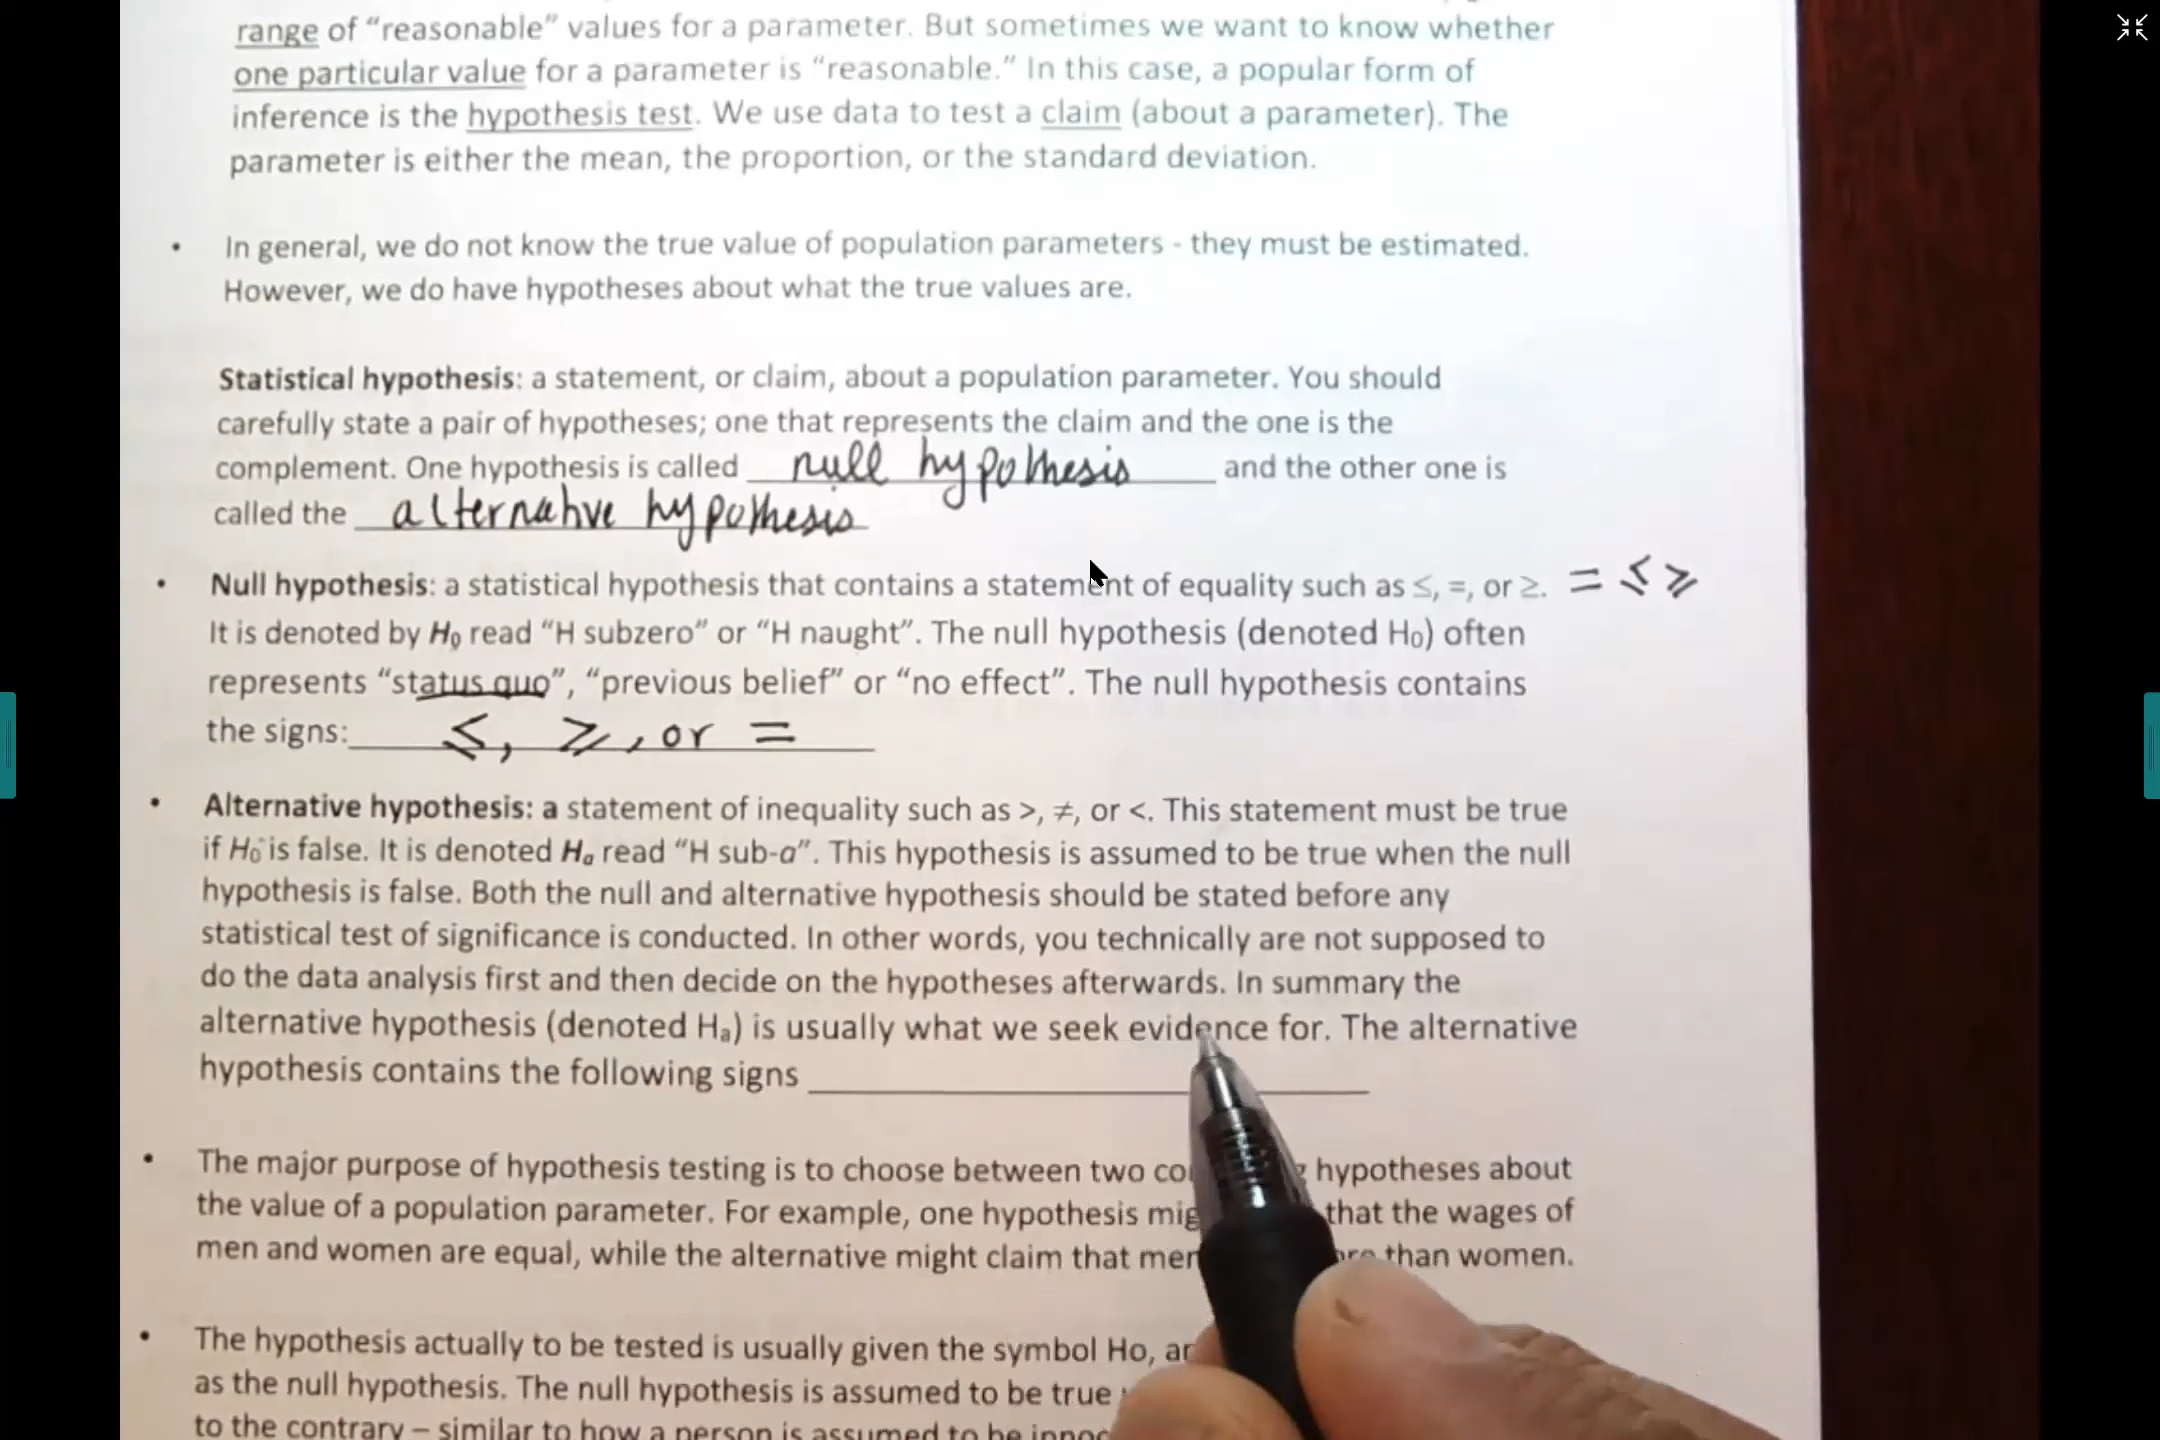 range of “reasonable” values for a parameter. But sometimes we want to know whether
one particular value for a parameter is “reasonable.” In this case, a popular form of
inference is the hypothesis test. We use data to test a claim (about a parameter). The
parameter is either the mean, the proportion, or the standard deviation.
• In general, we do not know the true value of population parameters - they must be estimated.
However, we do have hypotheses about what the true values are.
Statistical hypothesis: a statement, or claim, about a population parameter. You should
carefully state a pair of hypotheses; one that represents the claim and the one is the
complement. One hypothesis is called null hypothesis and the other one is
called the alternative hypothesis
• Null hypothesis: a statistical hypothesis that contains a statement of equality such as ≤, =, or ≥. = ≤ ≥
It is denoted by H₀ read “H subzero” or “H naught”. The null hypothesis (denoted H₀) often
represents “status quo”, “previous belief” or “no effect”. The null hypothesis contains
the signs: ≤, ≥, or =
• Alternative hypothesis: a statement of inequality such as >, ≠, or <. This statement must be true
if H₀ is false. It is denoted Hₐ read “H sub-a”. This hypothesis is assumed to be true when the null
hypothesis is false. Both the null and alternative hypothesis should be stated before any
statistical test of significance is conducted. In other words, you technically are not supposed to
do the data analysis first and then decide on the hypotheses afterwards. In summary the
alternative hypothesis (denoted Hₐ) is usually what we seek evidence for. The alternative
hypothesis contains the following signs
• The major purpose of hypothesis testing is to choose between two hypotheses about
the value of a population parameter. For example, one hypothesis that the wages of
men and women are equal, while the alternative might claim that than women.
• The hypothesis actually to be tested is usually given the symbol Ho,
as the null hypothesis. The null hypothesis is assumed to be true
to the contrary – similar to how a person is assumed to be